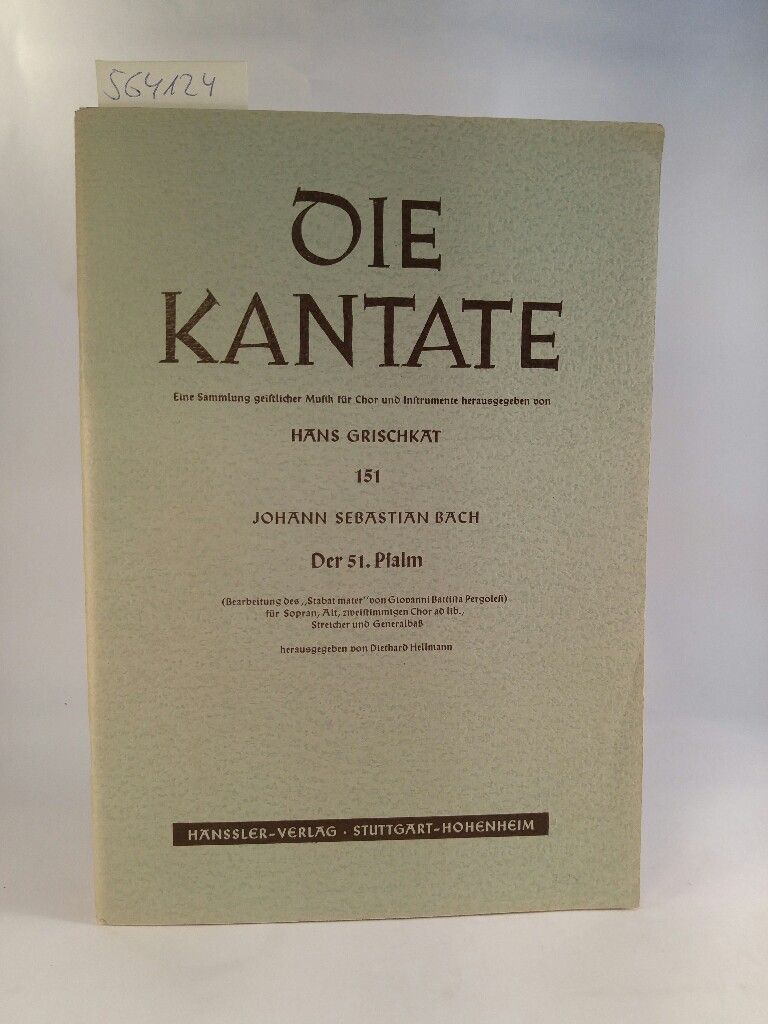 564124
DIE
KANTATE
Eine Sammlung geistlicher Musik für Chor und Instrumente herausgegeben von
HANS GRISCHKAT
151
JOHANN SEBASTIAN BACH
Der 51. Psalm
(Bearbeitung des „Stabat mater" von Giovanni Battista Pergolesi)
für Sopran, Alt, zweistimmigen Chor ad lib.,
Streicher und Generalbaß
herausgegeben von Diethard Hellmann
HÄNSSLER-VERLAG · STUTTGART-HOHENHEIM